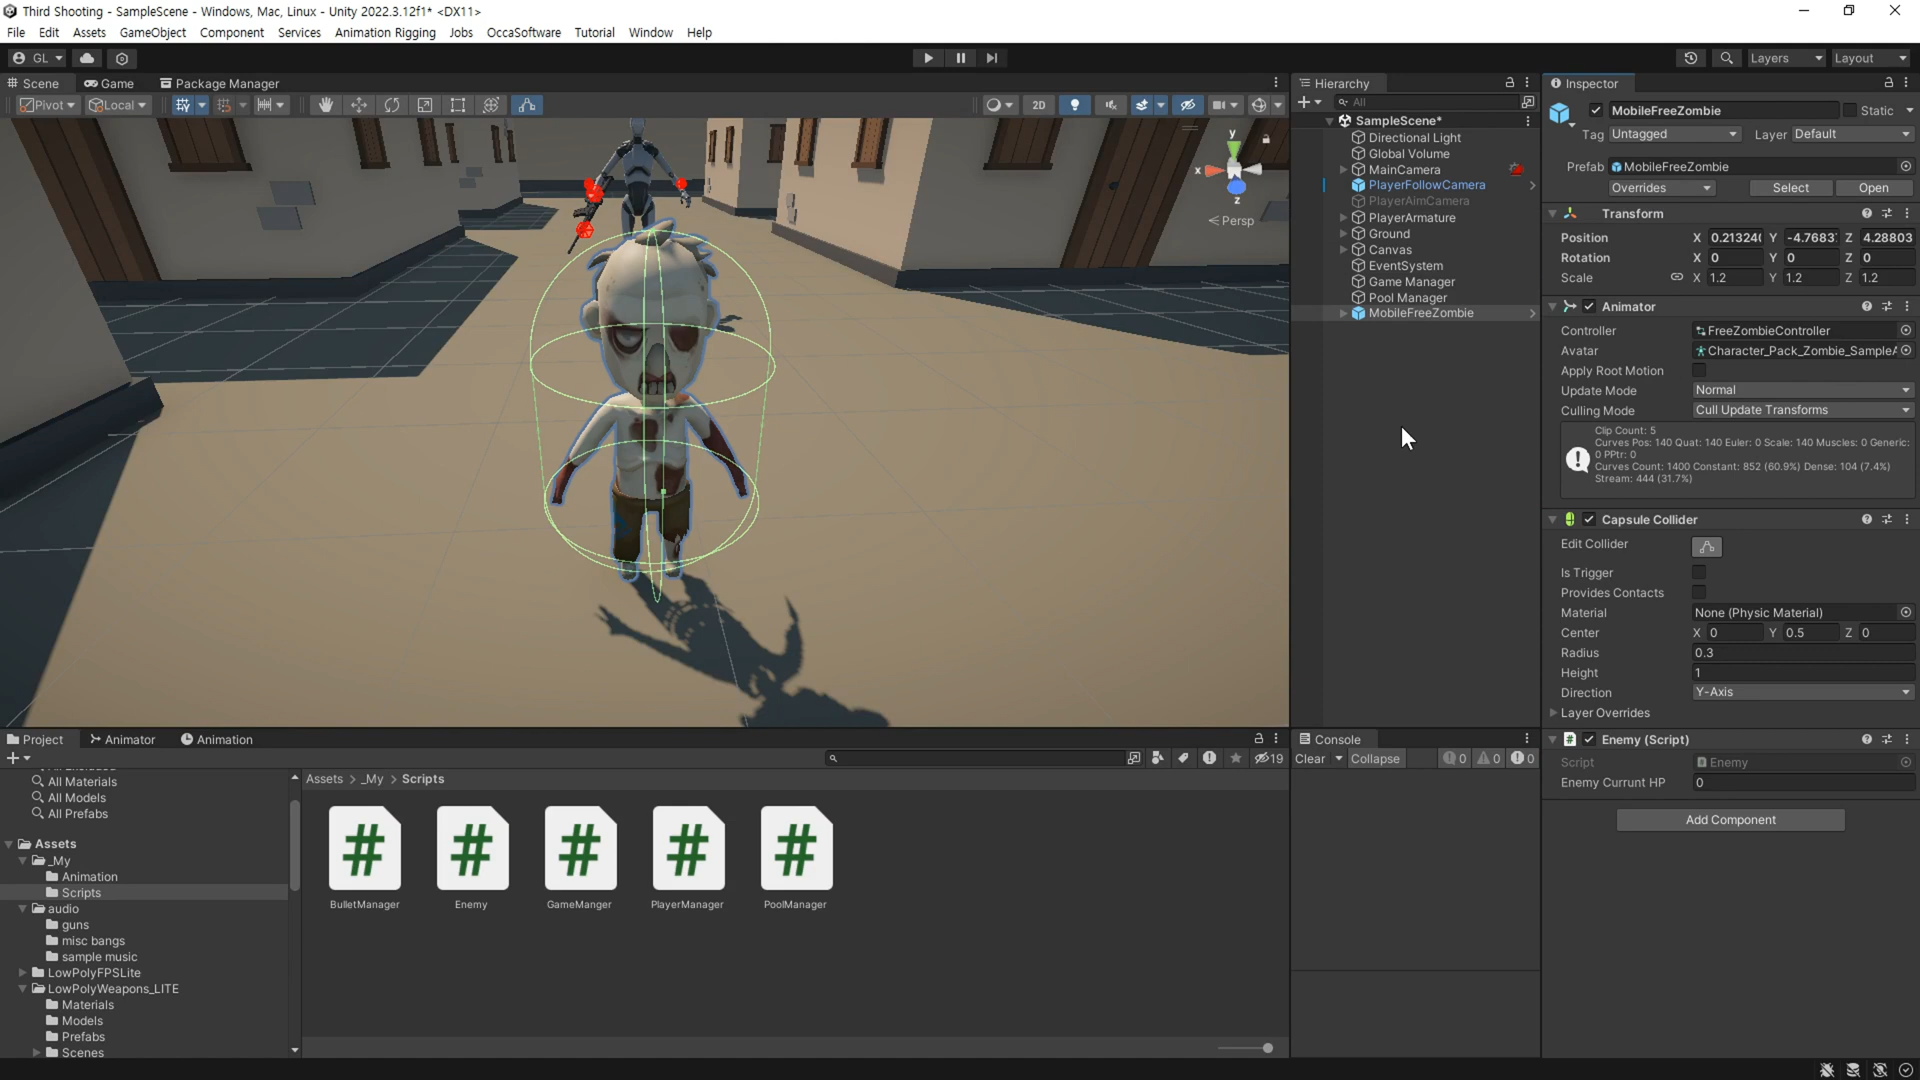 Third Shooting - SampleScene - Windows, Mac, Linux - Unity 2022.3.12f1* <DX11>
File Edit Assets GameObject Component Services Animation Rigging Jobs OccaSoftware Tutorial Window Help
GL Layers Layout
Scene Game Package Manager
Pivot Local 2D
y
x
z
Persp
Hierarchy
All
SampleScene*
Directional Light
Global Volume
MainCamera
PlayerFollowCamera
PlayerAimCamera
PlayerArmature
Ground
Canvas
EventSystem
Game Manager
Pool Manager
MobileFreeZombie
Inspector
MobileFreeZombie Static
Tag Untagged Layer Default
Prefab MobileFreeZombie
Overrides Select Open
Transform
Position X 0.21324( Y -4.7683: Z 4.28803
Rotation X 0 Y 0 Z 0
Scale X 1.2 Y 1.2 Z 1.2
Animator
Controller FreeZombieController
Avatar Character_Pack_Zombie_Sample
Apply Root Motion
Update Mode Normal
Culling Mode Cull Update Transforms
Clip Count: 5
Curves Pos: 140 Quat: 140 Euler: 0 Scale: 140 Muscles: 0 Generic:
0 PPtr: 0
Curves Count: 1400 Constant: 852 (60.9%) Dense: 104 (7.4%)
Stream: 444 (31.7%)
Capsule Collider
Edit Collider
Is Trigger
Provides Contacts
Material None (Physic Material)
Center X 0 Y 0.5 Z 0
Radius 0.3
Height 1
Direction Y-Axis
Layer Overrides
Enemy (Script)
Script Enemy
Enemy Currunt HP 0
Add Component
Project Animator Animation
19
All Materials
All Models
All Prefabs
Assets
_My
Animation
Scripts
audio
guns
misc bangs
sample music
LowPolyFPSLite
LowPolyWeapons_LITE
Materials
Models
Prefabs
Scenes
Assets > _My > Scripts
BulletManager Enemy GameManger PlayerManager PoolManager
Console
Clear Collapse 0 0 0